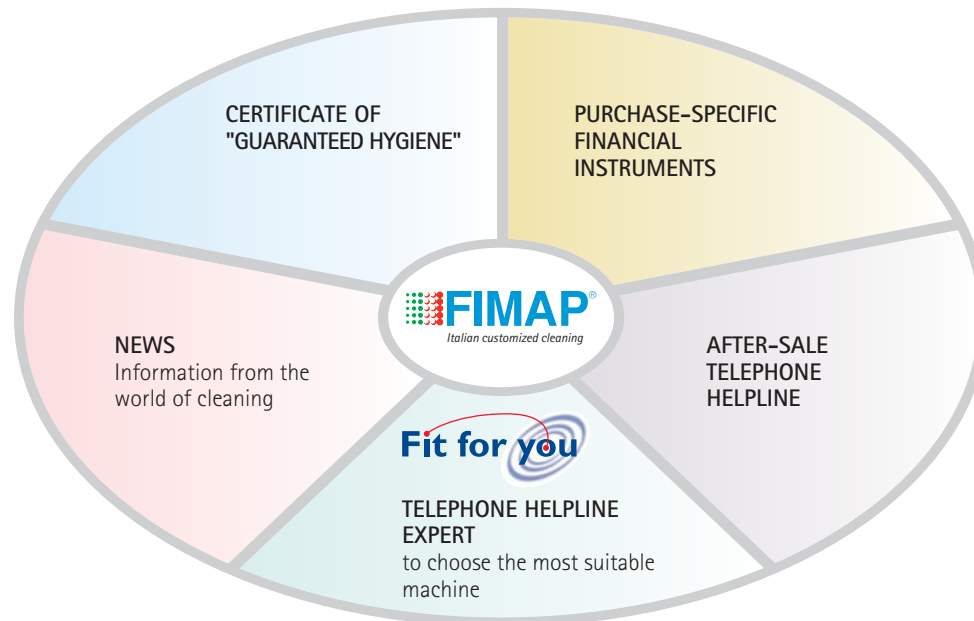 CERTIFICATE OF
"GUARANTEED HYGIENE"
PURCHASE-SPECIFIC
FINANCIAL
INSTRUMENTS
FIMAP®
Italian customized cleaning
NEWS
Information from the
world of cleaning
AFTER-SALE
TELEPHONE
HELPLINE
Fit for you
TELEPHONE HELPLINE
EXPERT
to choose the most suitable
machine